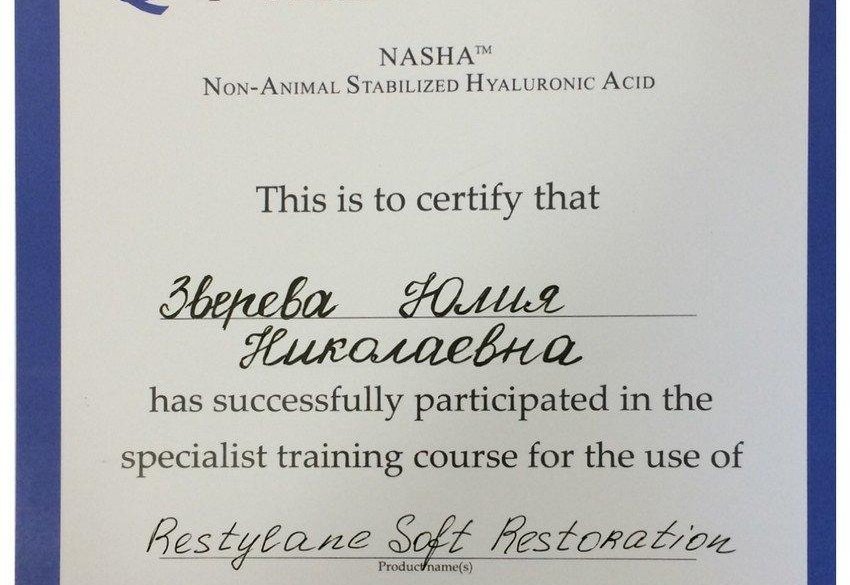 NASHA™
NON-ANIMAL STABILIZED HYALURONIC ACID
This is to certify that
Зверева Юлия
Николаевна
has successfully participated in the
specialist training course for the use of
Restylane Soft Restoration
Product name(s)